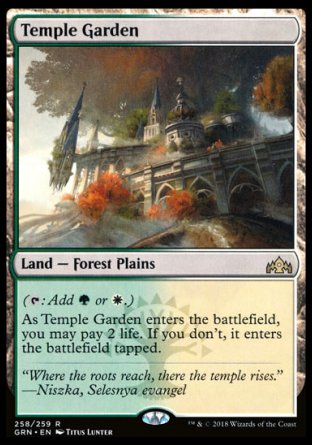 Temple Garden
Land — Forest Plains
(: Add  or .)
As Temple Garden enters the battlefield,
you may pay 2 life. If you don't, it enters
the battlefield tapped.
"Where the roots reach, there the temple rises."
—Niszka, Selesnya evangel
258/259 R
GRN • EN Titus Lunter
™ & © 2018 Wizards of the Coast